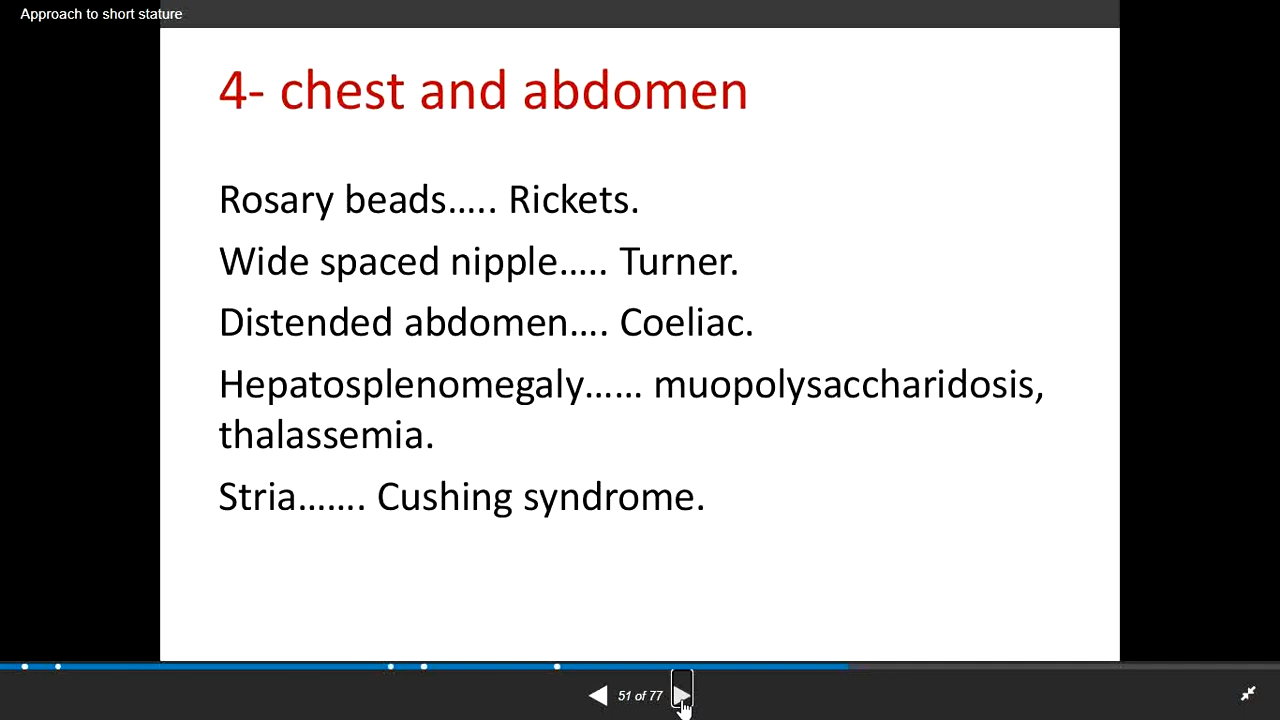 Approach to short stature
4- chest and abdomen
Rosary beads..... Rickets.
Wide spaced nipple..... Turner.
Distended abdomen.... Coeliac.
Hepatosplenomegaly...... muopolysaccharidosis,
thalassemia.
Stria....... Cushing syndrome.
51 of 77